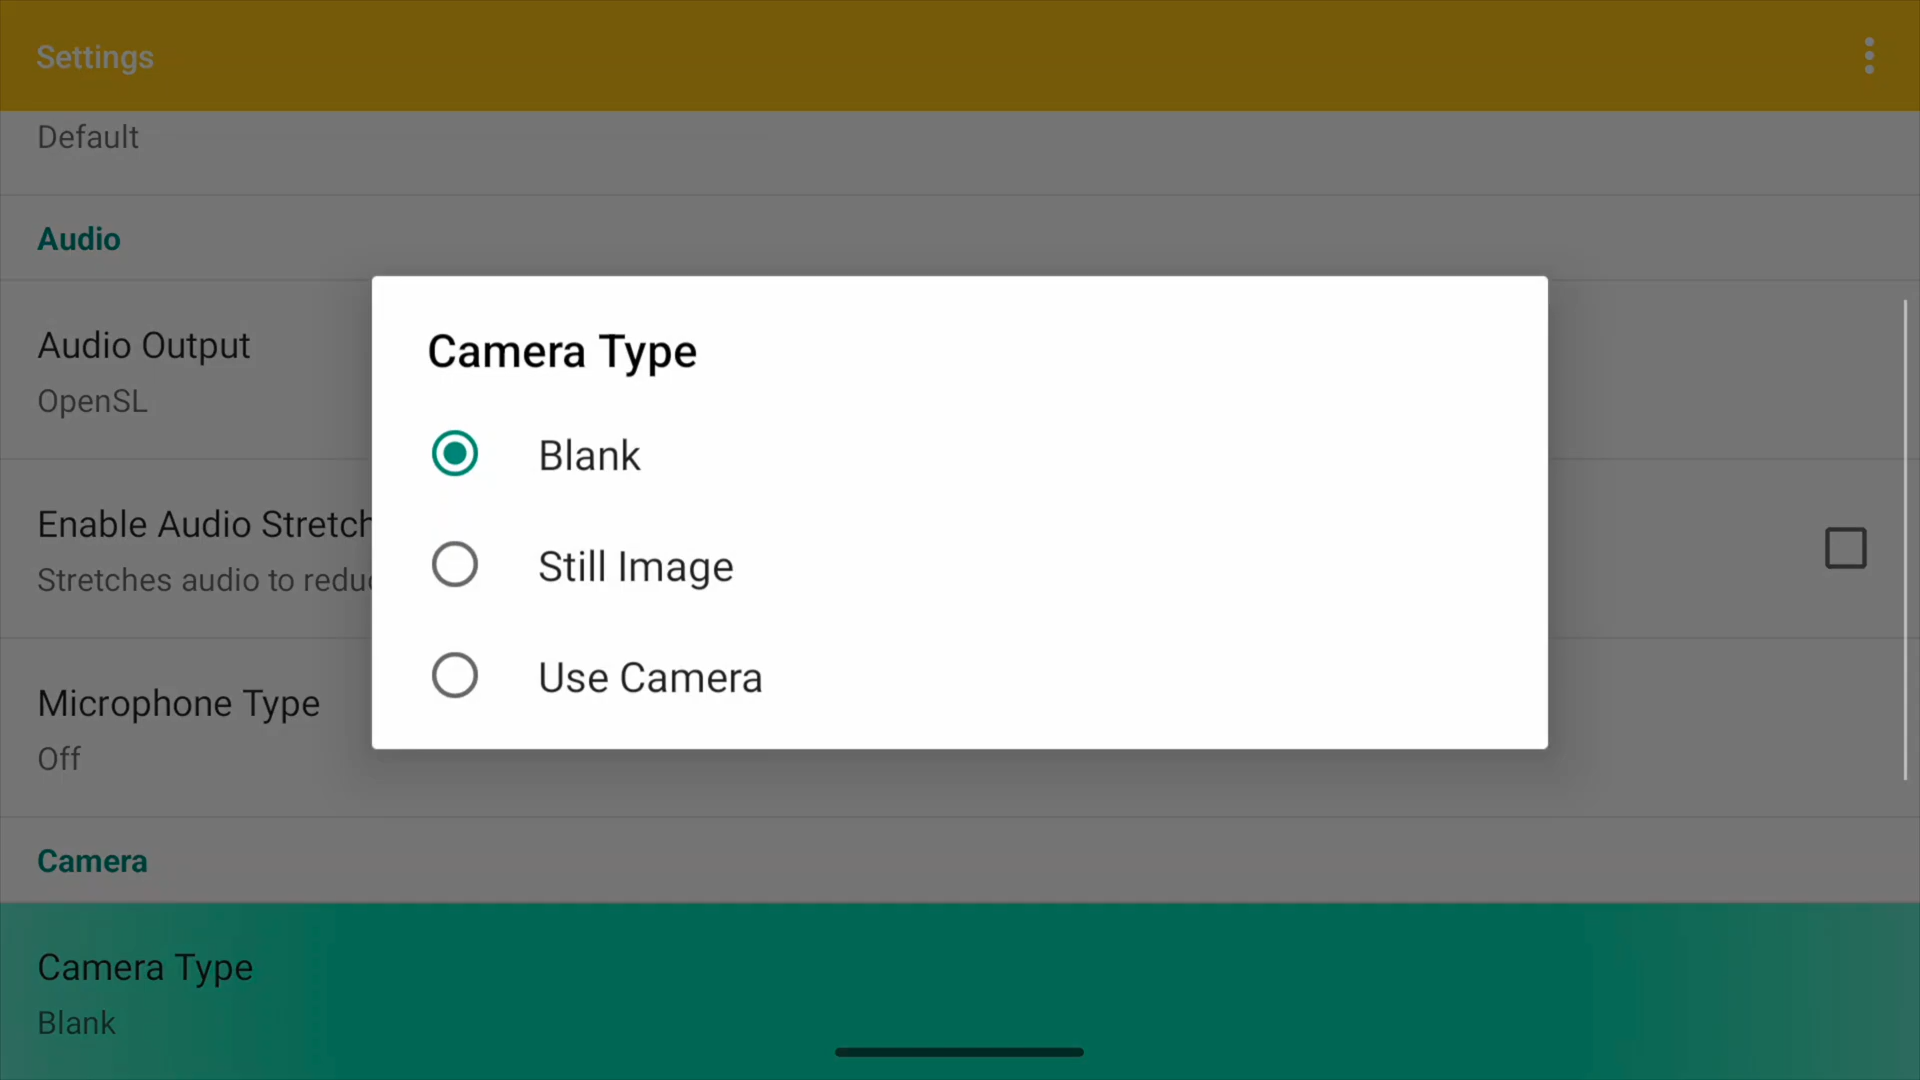 Settings
Default
Audio
Audio Output
OpenSL
Enable Audio Stretch
Stretches audio to
Microphone Type
Off
Camera
Camera Type
Blank
Camera Type
Blank
Still Image
Use Camera